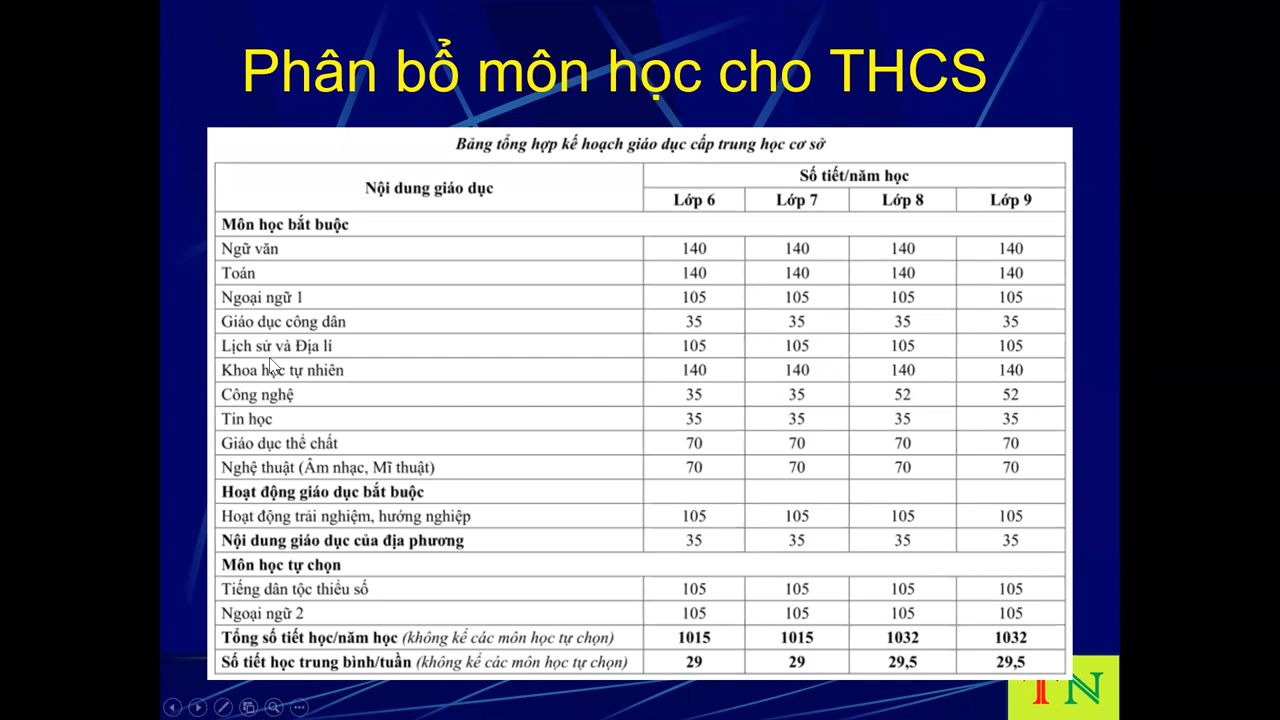 Phân bổ môn học cho THCS
Bảng tổng hợp kế hoạch giáo dục cấp trung học cơ sở
Nội dung giáo dục Số tiết/năm học
Lớp 6 Lớp 7 Lớp 8 Lớp 9
Môn học bắt buộc
Ngữ văn 140 140 140 140
Toán 140 140 140 140
Ngoại ngữ 1 105 105 105 105
Giáo dục công dân 35 35 35 35
Lịch sử và Địa lí 105 105 105 105
Khoa học tự nhiên 140 140 140 140
Công nghệ 35 35 52 52
Tin học 35 35 35 35
Giáo dục thể chất 70 70 70 70
Nghệ thuật (Âm nhạc, Mĩ thuật) 70 70 70 70
Hoạt động giáo dục bắt buộc
Hoạt động trải nghiệm, hướng nghiệp 105 105 105 105
Nội dung giáo dục của địa phương 35 35 35 35
Môn học tự chọn
Tiếng dân tộc thiểu số 105 105 105 105
Ngoại ngữ 2 105 105 105 105
Tổng số tiết học/năm học (không kể các môn học tự chọn) 1015 1015 1032 1032
Số tiết học trung bình/tuần (không kể các môn học tự chọn) 29 29 29,5 29,5
TN